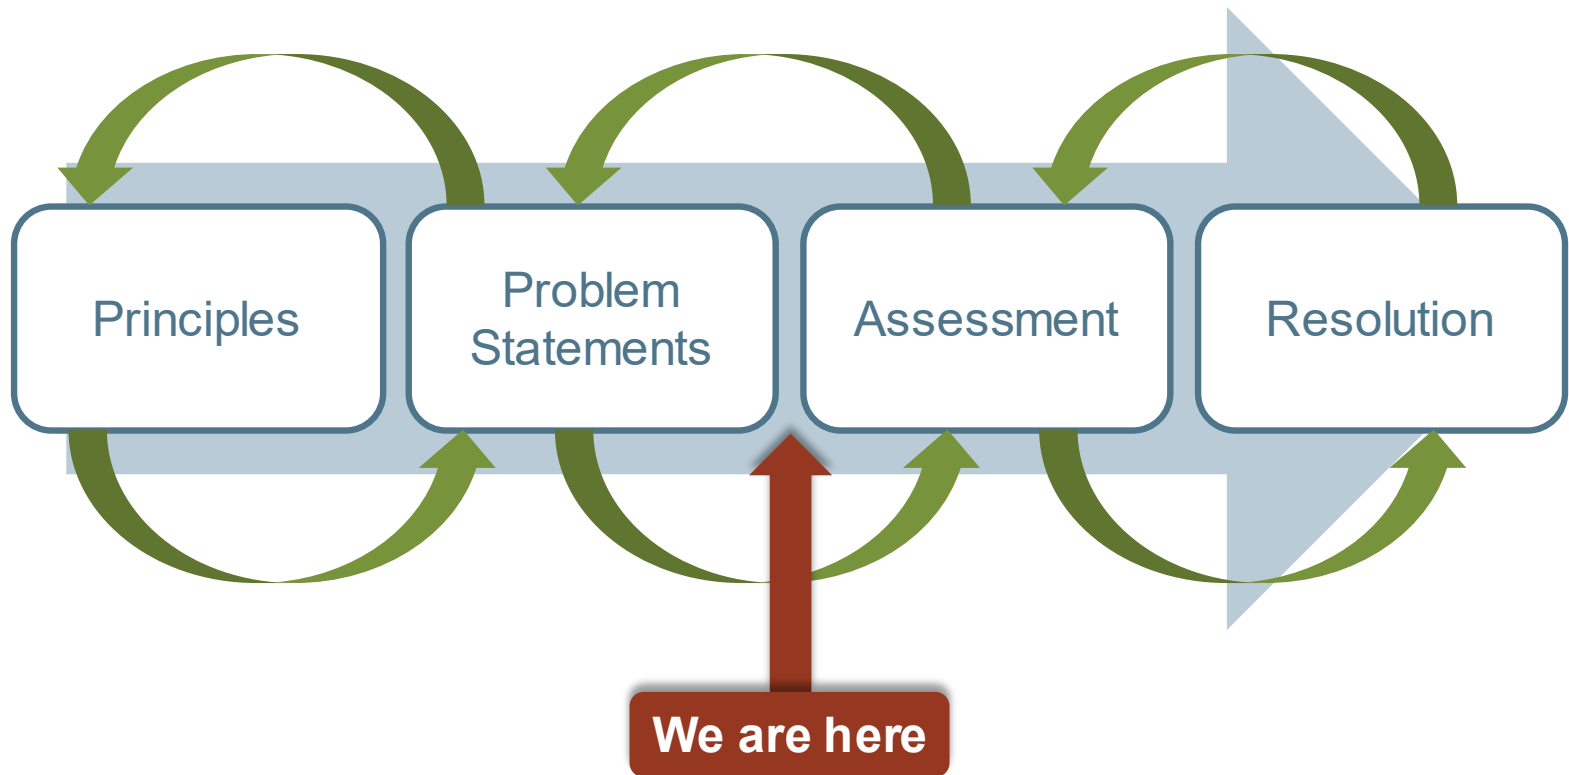 Principles
Problem
Statements
Assessment
Resolution
We are here